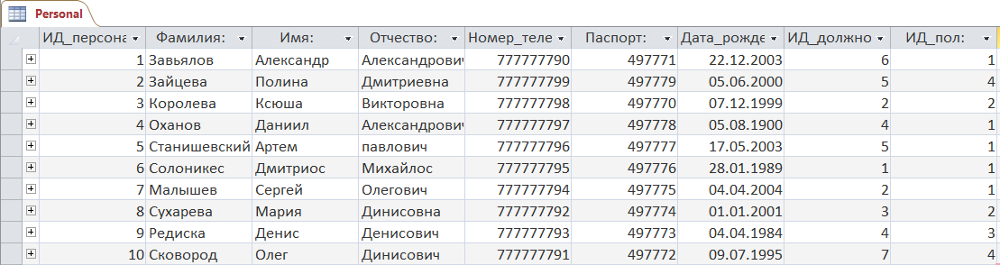 Personal
ИД_персона Фамилия: Имя: Отчество: Номер_теле Паспорт: Дата_рожде ИД_должно ИД_пол:
1 Завьялов Александр Александрович 777777790 497771 22.12.2003 6 1
2 Зайцева Полина Дмитриевна 777777799 497779 05.06.2000 5 4
3 Королева Ксюша Викторовна 777777798 497770 07.12.1999 2 2
4 Оханов Даниил Александрович 777777797 497778 05.08.1900 4 1
5 Станишевский Артем павлович 777777796 497777 17.05.2003 5 1
6 Солоникес Дмитриос Михайлос 777777795 497776 28.01.1989 1 1
7 Малышев Сергей Олегович 777777794 497775 04.04.2004 2 1
8 Сухарева Мария Динисовна 777777792 497774 01.01.2001 3 2
9 Редиска Денис Денисович 777777793 497773 04.04.1984 4 3
10 Сковород Олег Динисович 777777791 497772 09.07.1995 7 4